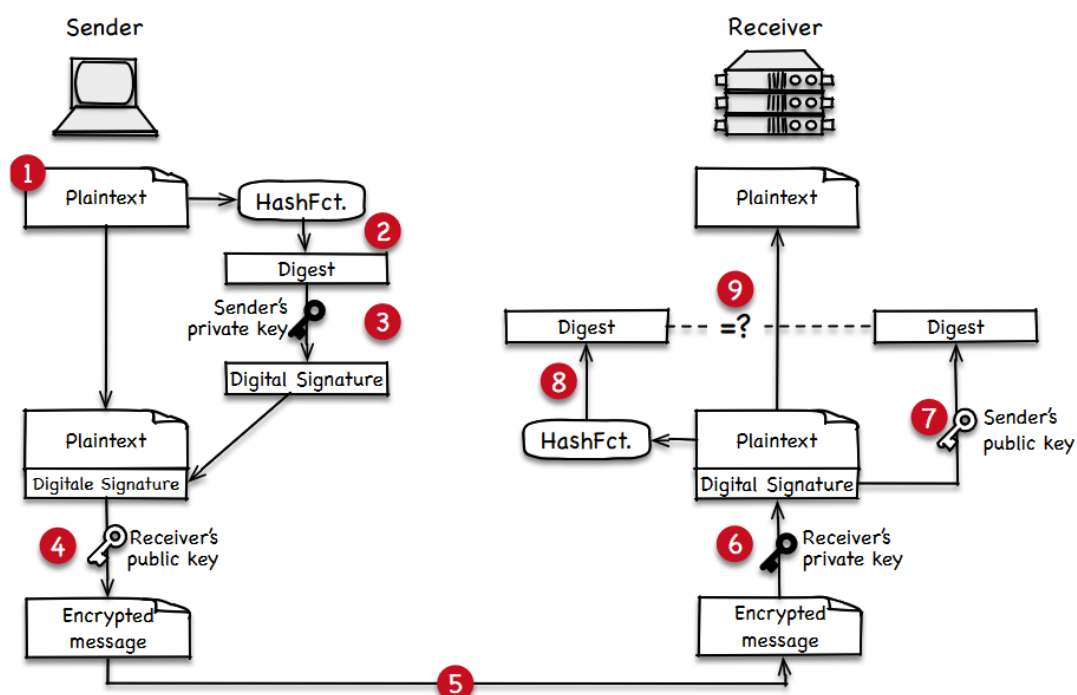 Sender
Receiver
1
Plaintext
HashFct.
Plaintext
2
Digest
Sender's
private key
3
9
Digest
=?
Digest
Digital Signature
8
Plaintext
Digitale Signature
HashFct.
Plaintext
Digital Signature
7
Sender's
public key
4
Receiver's
public key
6
Receiver's
private key
Encrypted
message
Encrypted
message
5